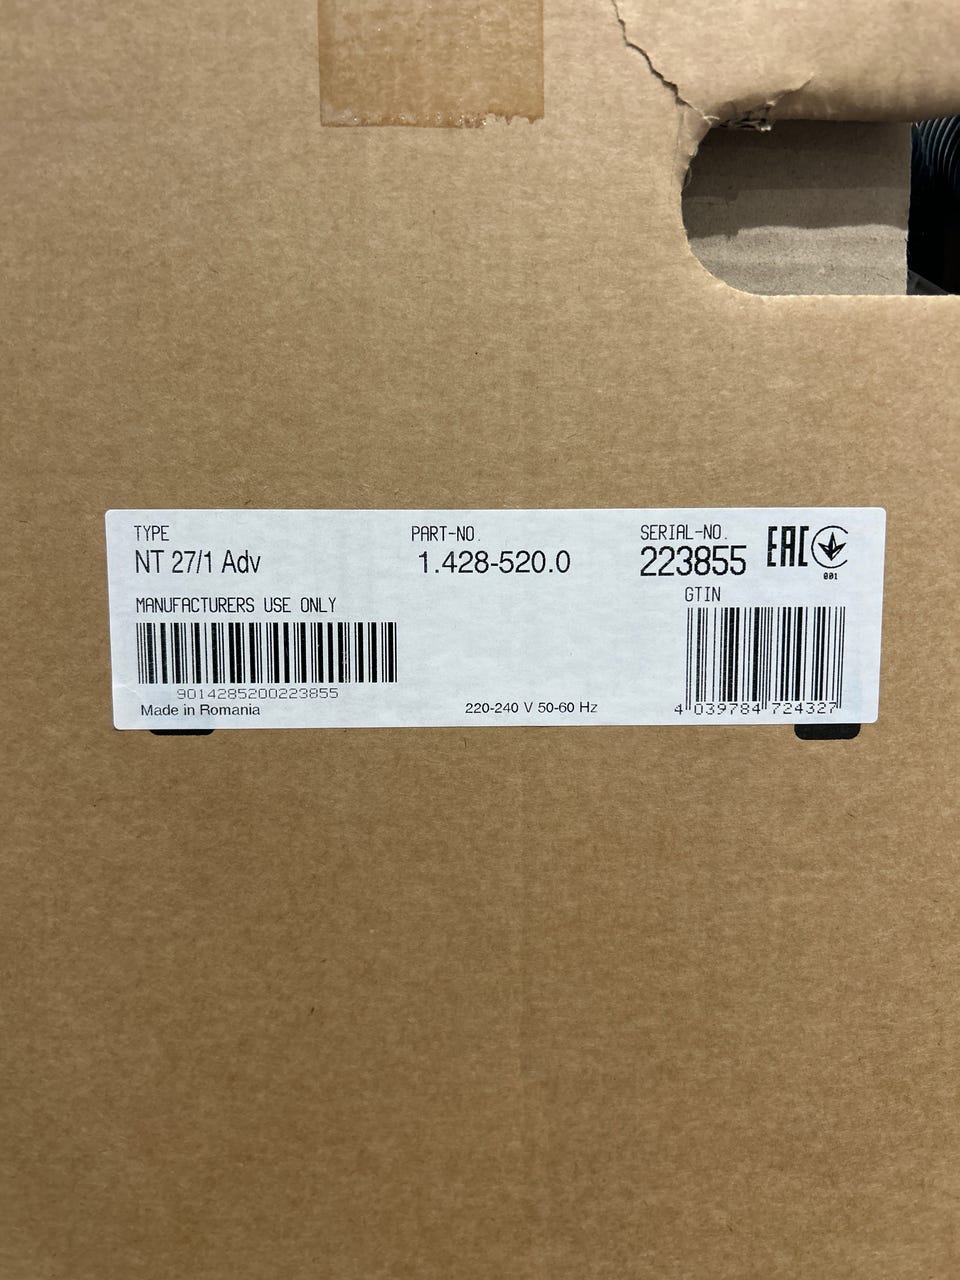 TYPE
NT 27/1 Adv
PART-NO.
1.428-520.0
SERIAL-NO.
223855
EAC
001
MANUFACTURERS USE ONLY
9014285200223855
Made in Romania
220-240 V 50-60 Hz
GTIN
4 039784 724327